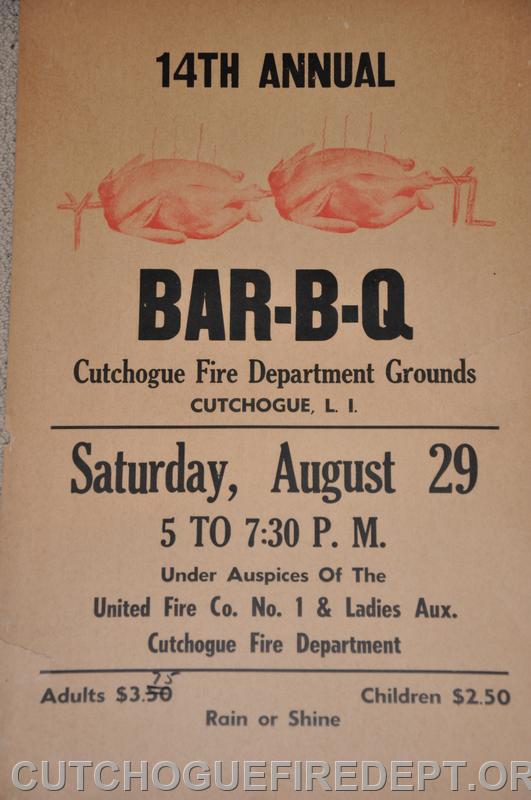 14TH ANNUAL
BAR-B-Q
Cutchogue Fire Department Grounds
CUTCHOGUE, L. I.
Saturday, August 29
5 TO 7:30 P. M.
Under Auspices Of The
United Fire Co. No. 1 & Ladies Aux.
Cutchogue Fire Department
75
Adults $3.50 Children $2.50
Rain or Shine
CUTCHOGUEFIREDEPT.OR